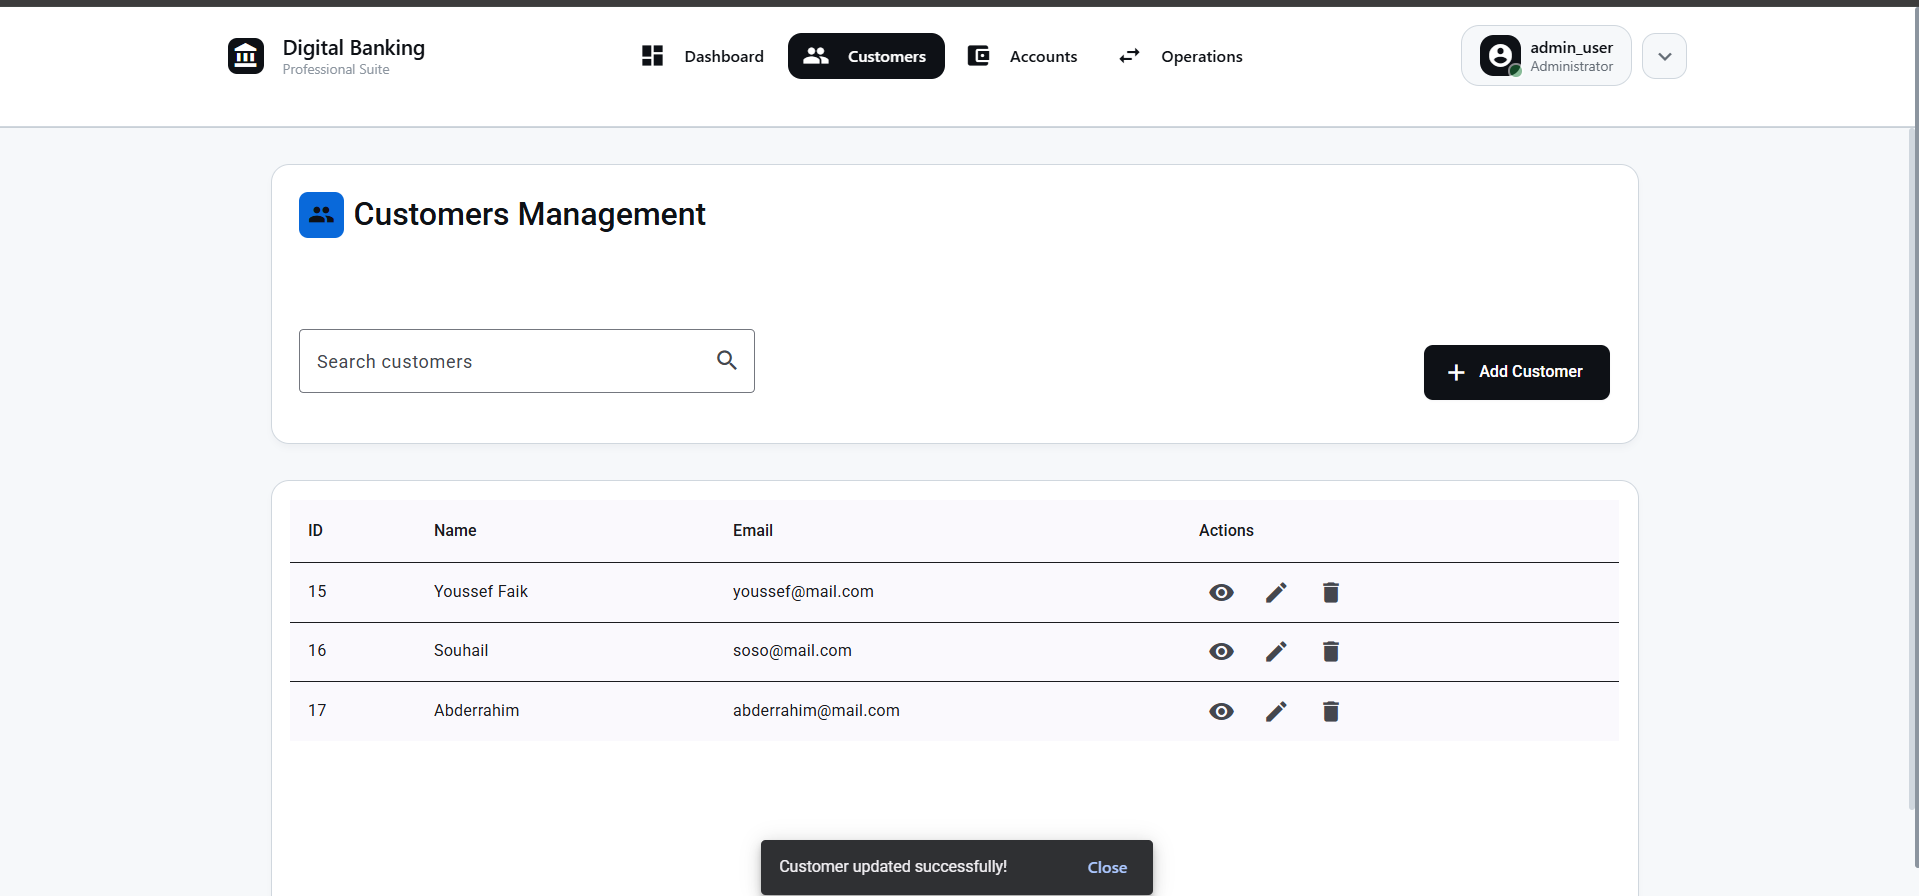 Digital Banking
Professional Suite
Dashboard
Customers
Accounts
Operations
admin_user
Administrator
Customers Management
Search customers
Add Customer
ID Name Email Actions
15 Youssef Faik youssef@mail.com
16 Souhail soso@mail.com
17 Abderrahim abderrahim@mail.com
Customer updated successfully! Close